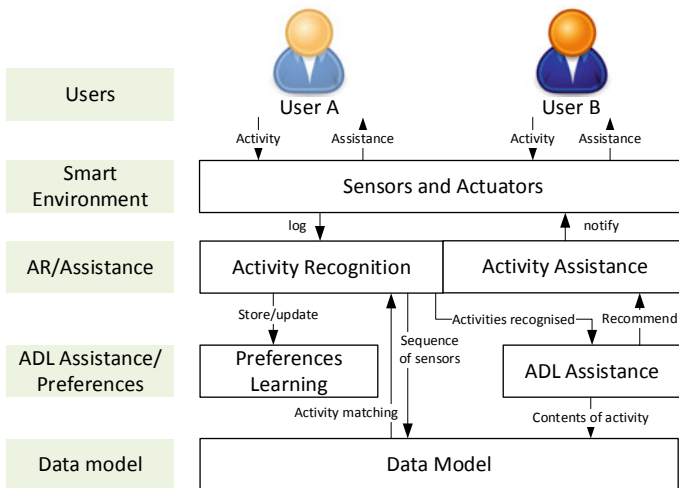 Users
User A
User B
Activity
Assistance
Activity
Assistance
Smart
Environment
Sensors and Actuators
log
notify
AR/Assistance
Activity Recognition
Activity Assistance
Store/update
Sequence
of sensors
Activities recognised
Recommend
ADL Assistance/
Preferences
Preferences
Learning
ADL Assistance
Activity matching
Contents of activity
Data model
Data Model